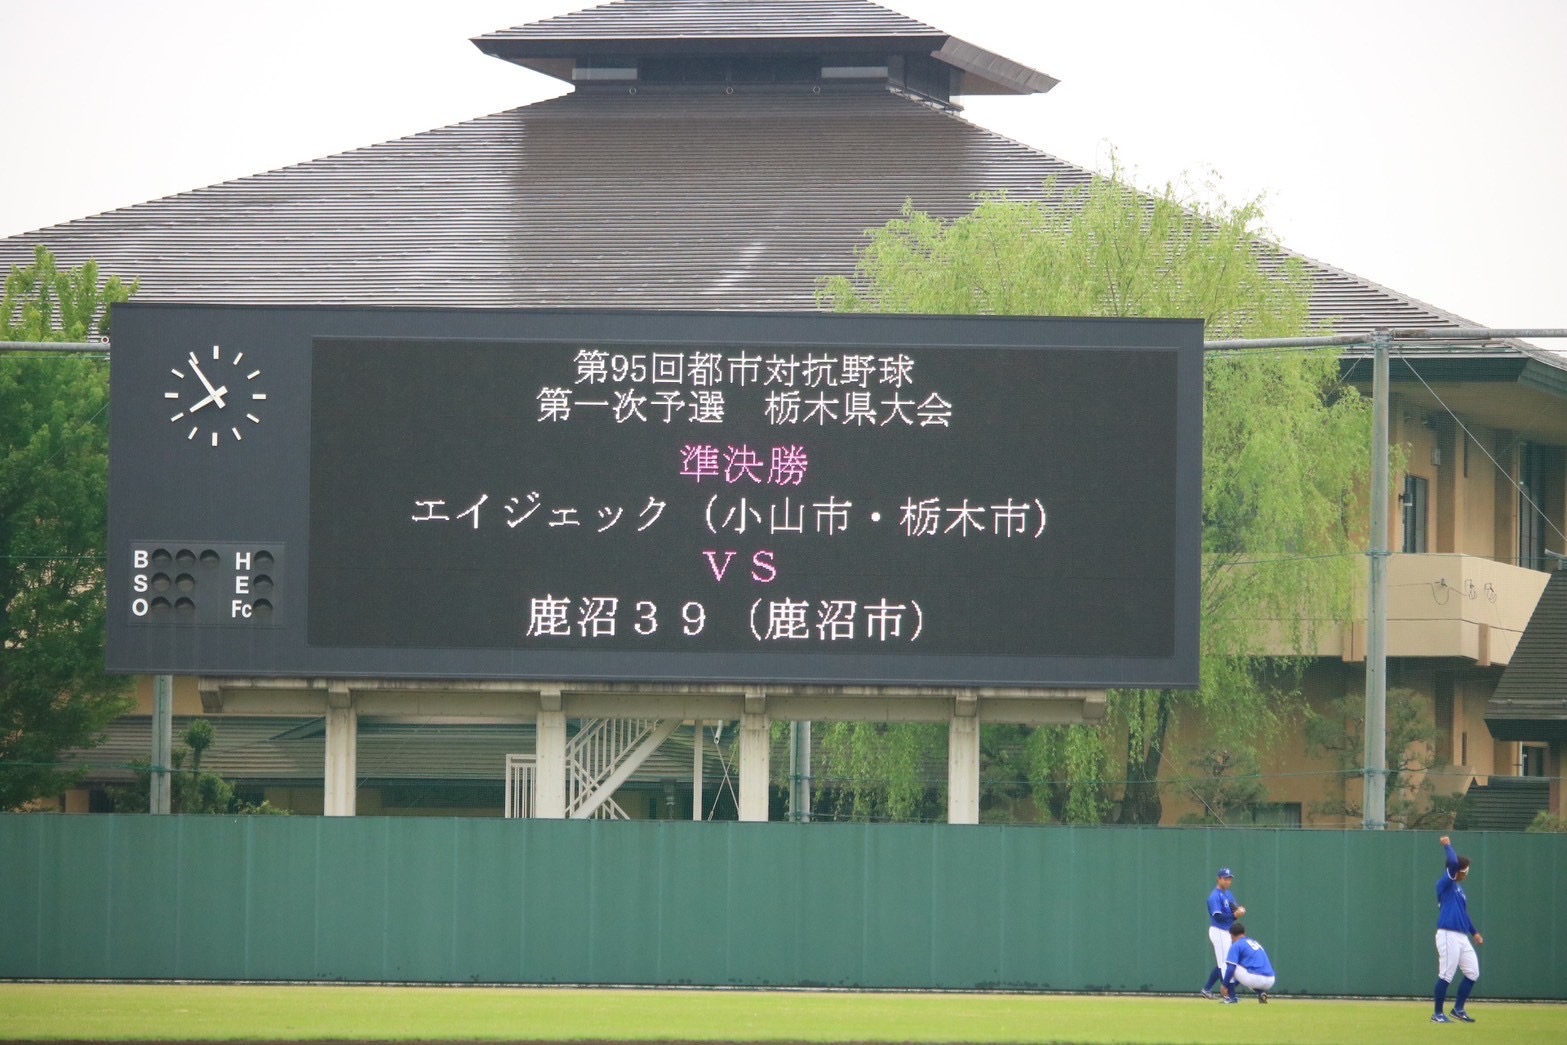 第95回都市対抗野球
第一次予選　栃木県大会
準決勝
エイジェック（小山市・栃木市）
ＶＳ
鹿沼３９（鹿沼市）
B H
S E
O Fc